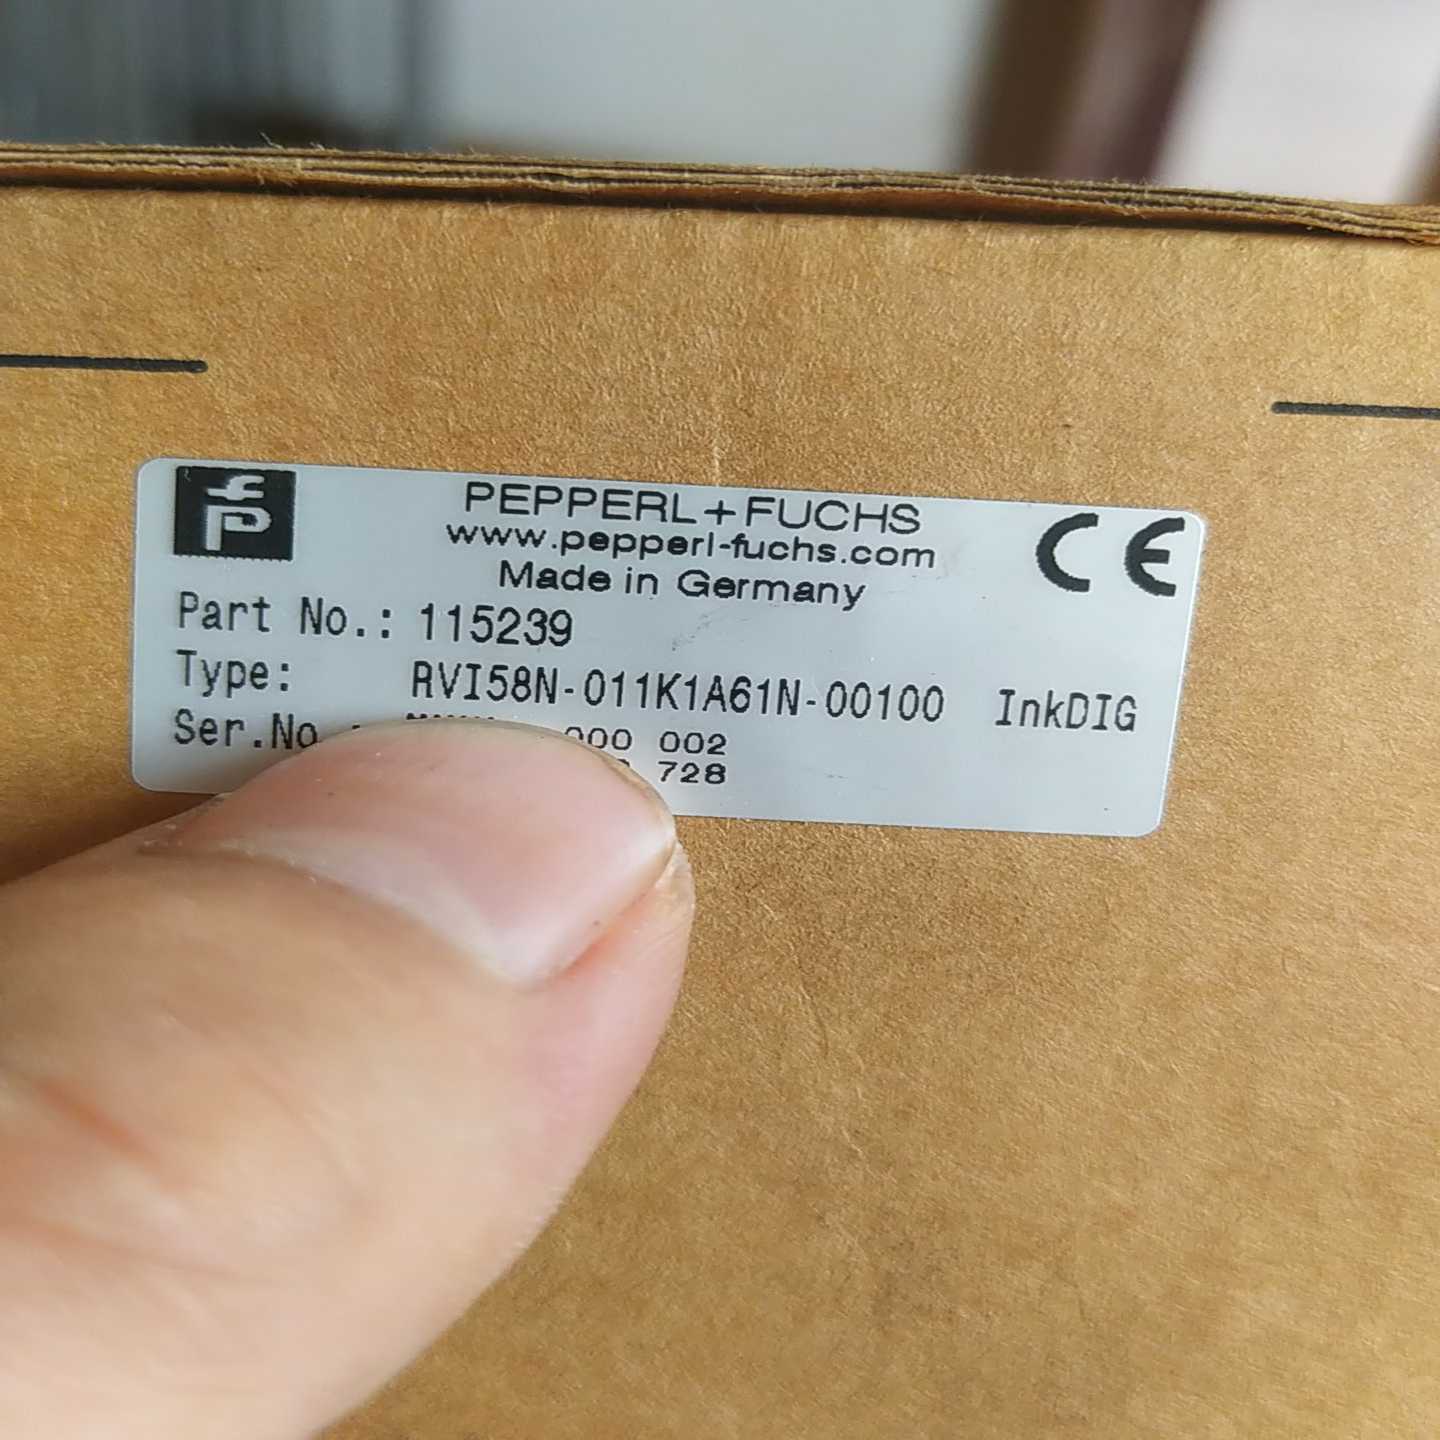 PEPPERL+FUCHS
www.pepperl-fuchs.com
Made in Germany
CE
Part No.: 115239
Type: RVI58N-011K1A61N-00100 InkDIG
Ser.No 000 002
728